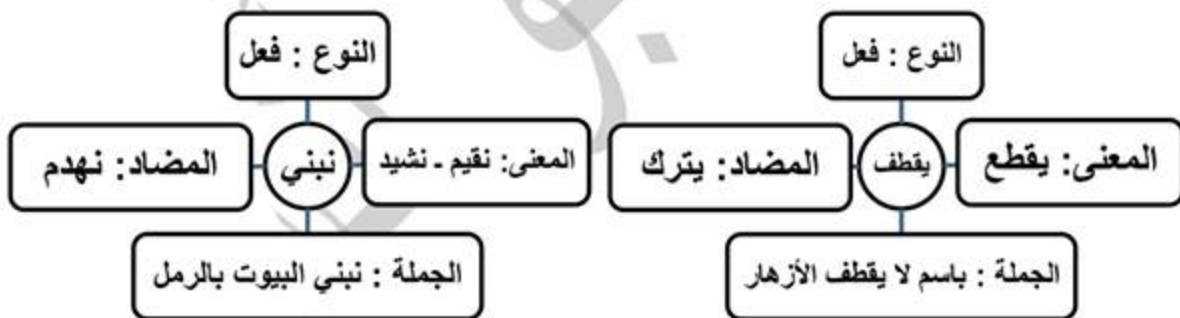 النوع : فعل
المعنى: يقطع
يقطف
المضاد: يترك
الجملة : باسم لا يقطف الأزهار
النوع : فعل
المعنى: نقيم ـ نشيد
نبني
المضاد: نهدم
الجملة : نبني البيوت بالرمل